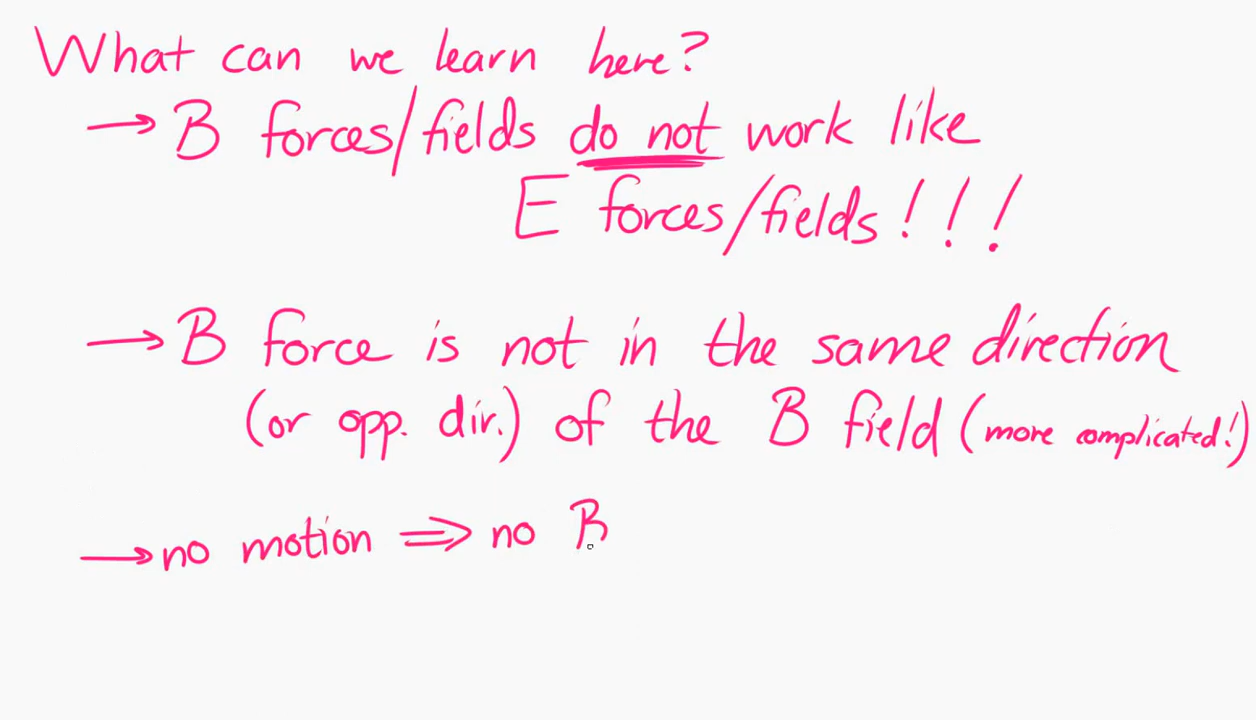 What can we learn here?
→ B forces/fields do not work like
E forces/fields!!!
→ B force is not in the same direction
(or opp. dir.) of the B field (more complicated!)
→ no motion ⇒ no B